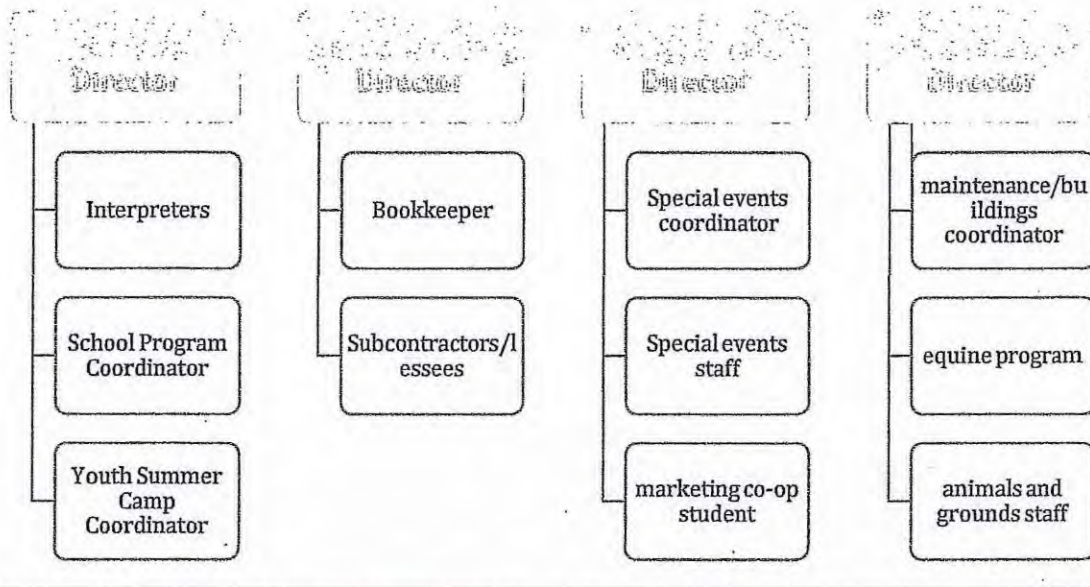 Director
Interpreters
School Program
Coordinator
Youth Summer
Camp
Coordinator
Director
Bookkeeper
Subcontractors/l
essees
Director
Special events
coordinator
Special events
staff
marketing co-op
student
Director
maintenance/bu
ildings
coordinator
equine program
animals and
grounds staff